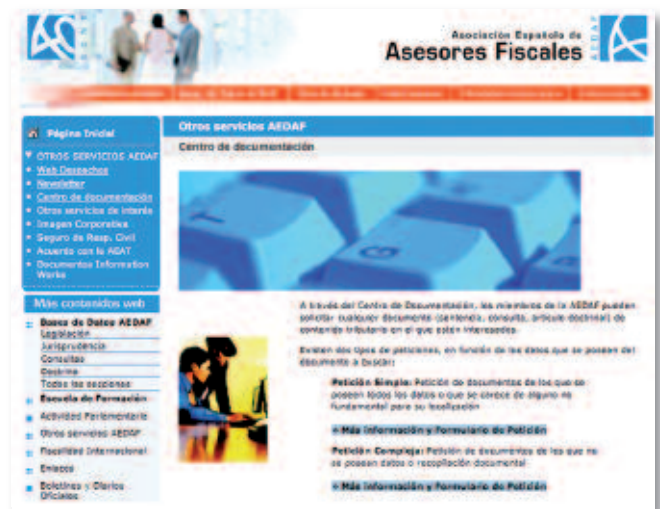 Asociación Española de
Asesores Fiscales
AEDAF
Página Inicial
OTROS SERVICIOS AEDAF
Web Despachos
Newsletter
Centro de documentación
Otros servicios de interés
Imagen Corporativa
Seguro de Resp. Civil
Acuerdo con la AEAT
Documentos Information
Works
Más contenidos web
Bases de Datos AEDAF
Legislación
Jurisprudencia
Consultas
Doctrina
Todas las secciones
Escuela de Formación
Actividad Parlamentaria
Otros servicios AEDAF
Fiscalidad Internacional
Enlaces
Boletines y Diarios
Oficiales
Otros servicios AEDAF
Centro de documentación
T
G
A través del Centro de Documentación, los miembros de la AEDAF pueden
solicitar cualquier documento (sentencia, consulta, artículo doctrinal) de
contenido tributario en el que estén interesados.
Existen dos tipos de peticiones, en función de los datos que se posean del
documento a buscar:
Petición Simple: Petición de documentos de los que se
poseen todos los datos o que se carece de alguno no
fundamental para su localización
+ Más información y Formulario de Petición
Petición Compleja: Petición de documentos de los que no
se posean datos o recopilación documental
+ Más información y Formulario de Petición